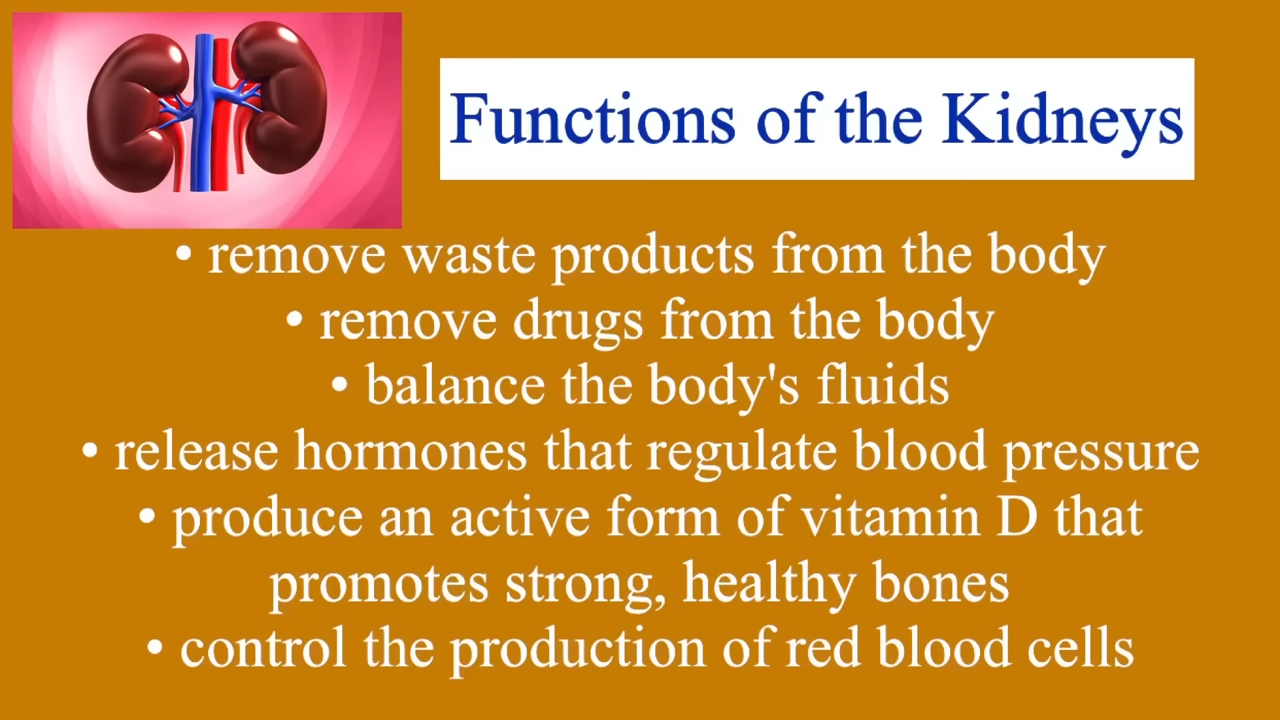 Functions of the Kidneys
• remove waste products from the body
• remove drugs from the body
• balance the body's fluids
• release hormones that regulate blood pressure
• produce an active form of vitamin D that
promotes strong, healthy bones
• control the production of red blood cells